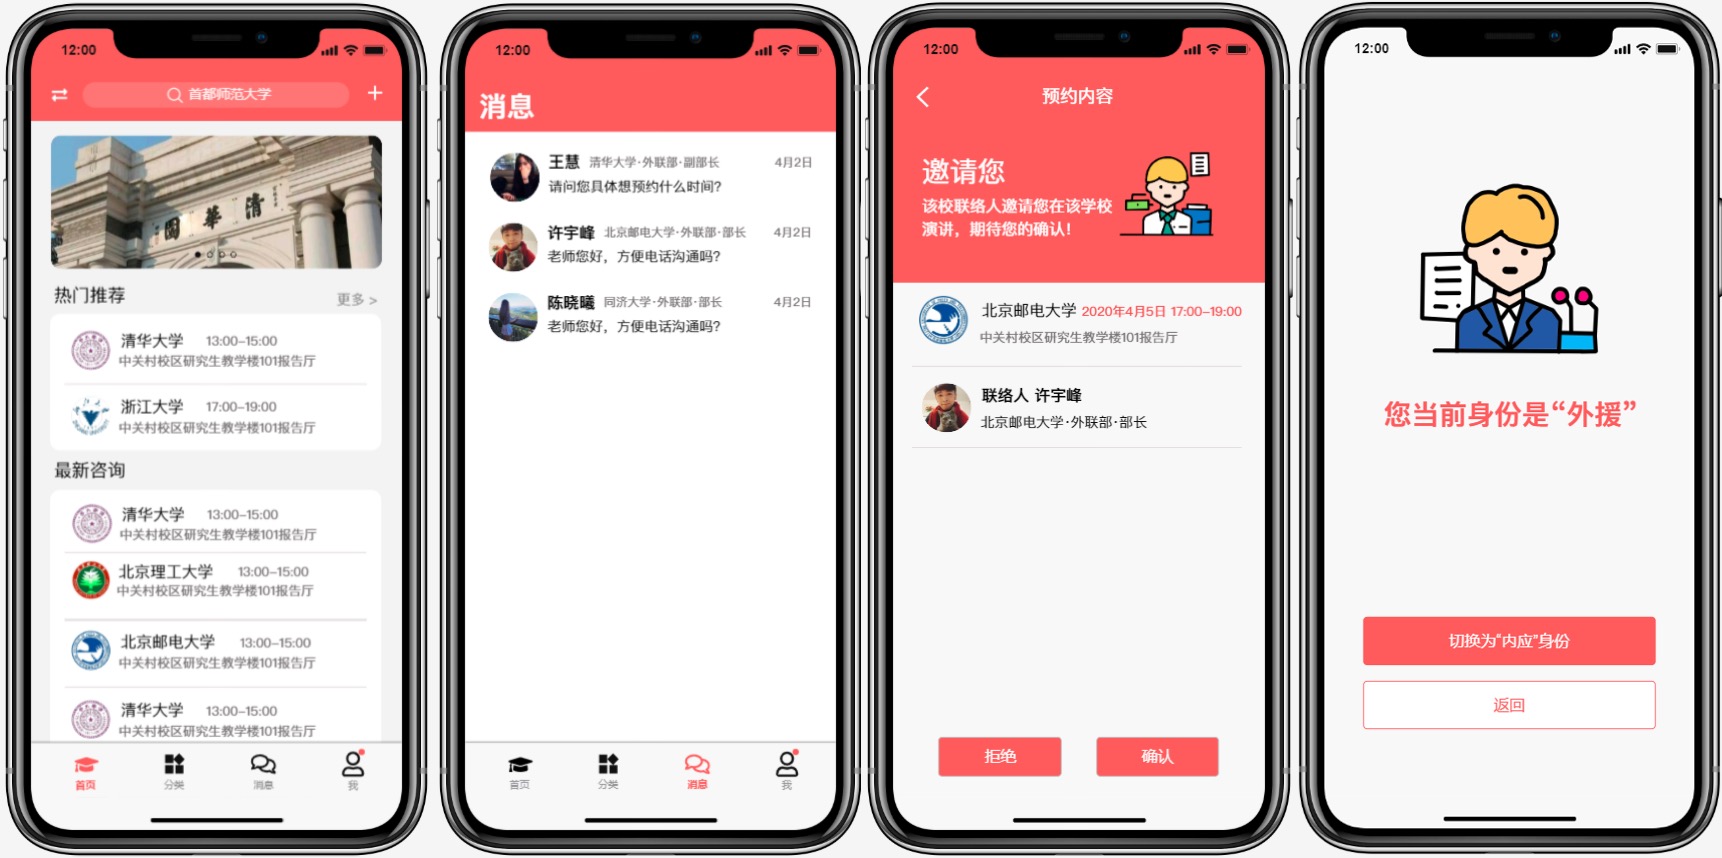 12:00
首都师范大学
清華園
热门推荐
更多 >
清华大学 13:00-15:00
中关村校区研究生教学楼101报告厅
浙江大学 17:00-19:00
中关村校区研究生教学楼101报告厅
最新咨询
清华大学 13:00-15:00
中关村校区研究生教学楼101报告厅
北京理工大学 13:00-15:00
中关村校区研究生教学楼101报告厅
北京邮电大学 13:00-15:00
中关村校区研究生教学楼101报告厅
清华大学 13:00-15:00
中关村校区研究生教学楼101报告厅
首页 分类 消息 我
12:00
消息
王慧 清华大学·外联部·副部长 4月2日
请问您具体想预约什么时间?
许宇峰 北京邮电大学·外联部·部长 4月2日
老师您好，方便电话沟通吗?
陈晓曦 同济大学·外联部·部长 4月2日
老师您好，方便电话沟通吗?
首页 分类 消息 我
12:00
预约内容
邀请您
该校联络人邀请您在该学校
演讲，期待您的确认!
北京邮电大学 2020年4月5日 17:00-19:00
中关村校区研究生教学楼101报告厅
联络人 许宇峰
北京邮电大学·外联部·部长
拒绝 确认
12:00
您当前身份是“外援”
切换为“内应”身份
返回